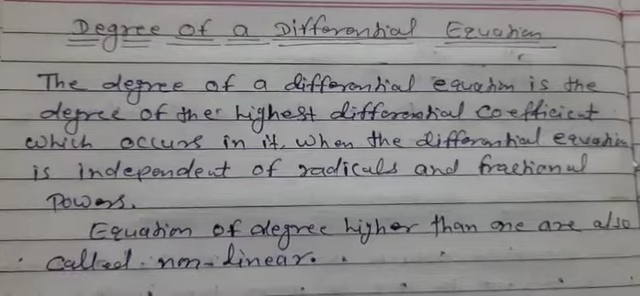 Degree of a Differential Equation
The degree of a differential equation is the
degree of the highest differential coefficient
which occurs in it, when the differential equation
is independent of radicals and fractional
powers.
Equation of degree higher than one are also
called non-linear.